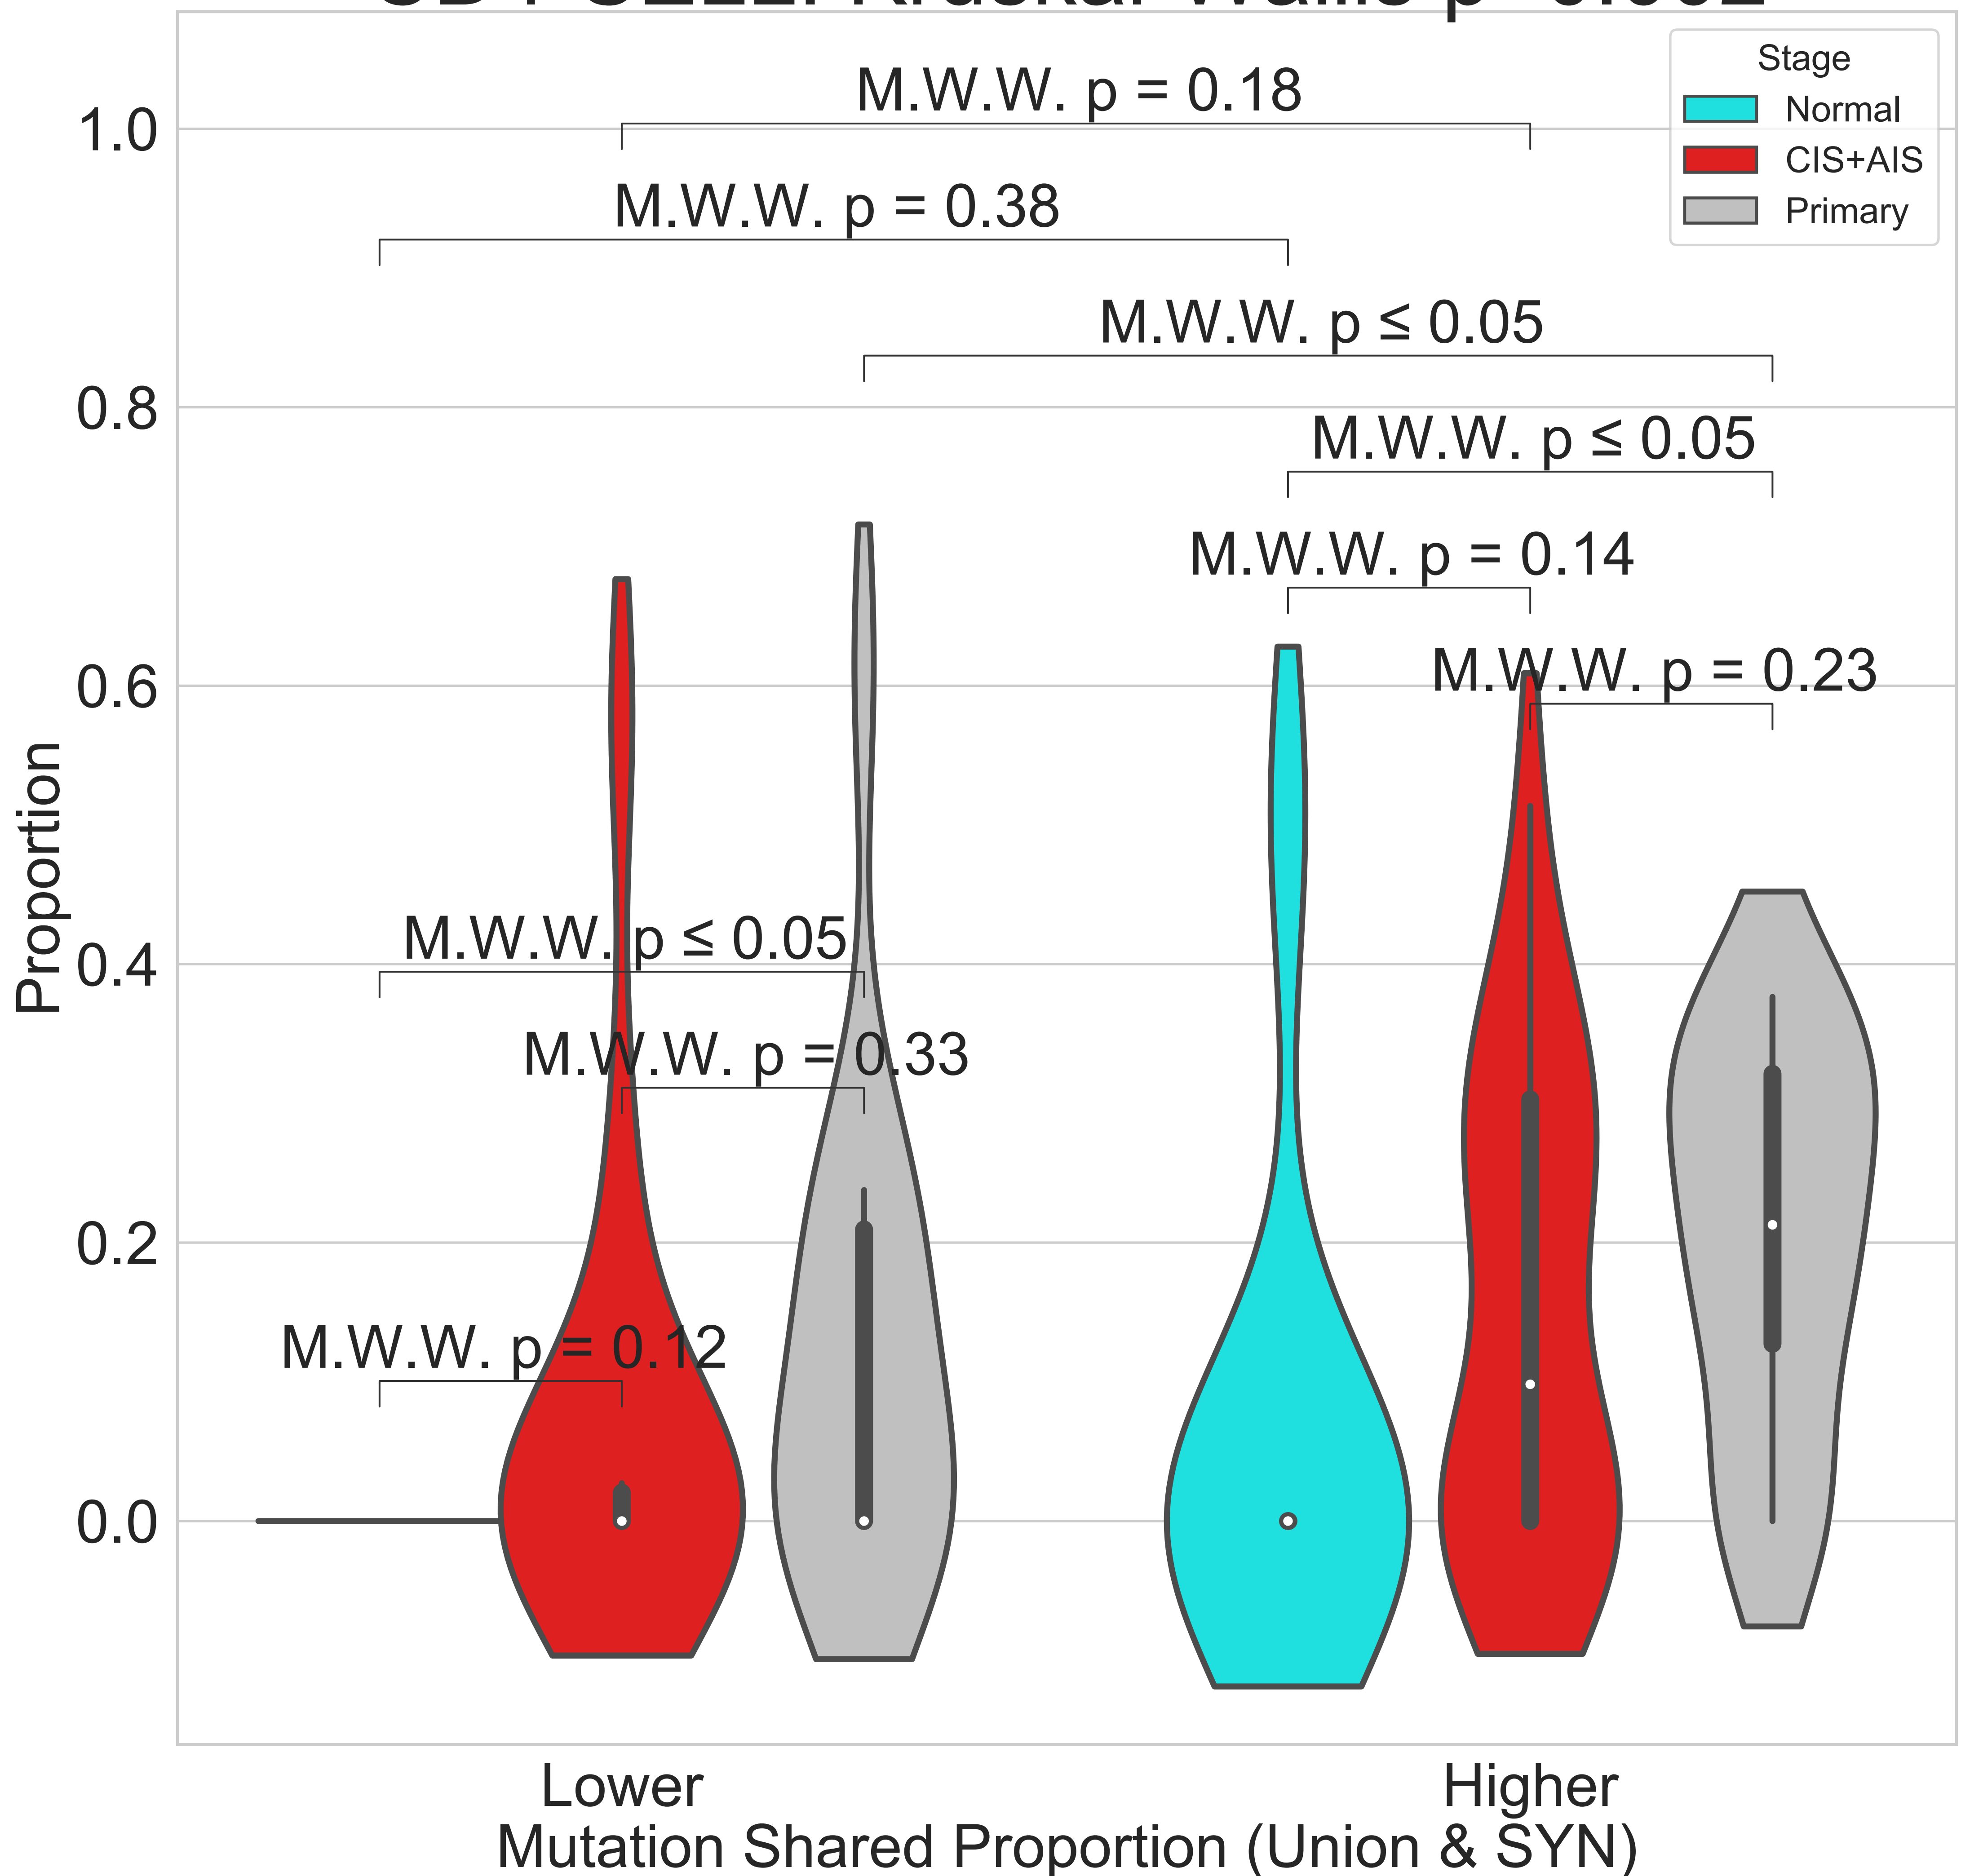 Stage
Normal
CIS+AIS
Primary
M.W.W. p = 0.18
M.W.W. p = 0.38
M.W.W. p ≤ 0.05
M.W.W. p ≤ 0.05
M.W.W. p = 0.14
M.W.W. p = 0.23
M.W.W. p ≤ 0.05
M.W.W. p = 0.33
M.W.W. p = 0.12
1.0
0.8
0.6
0.4
0.2
0.0
Proportion
Lower
Higher
Mutation Shared Proportion (Union & SYN)